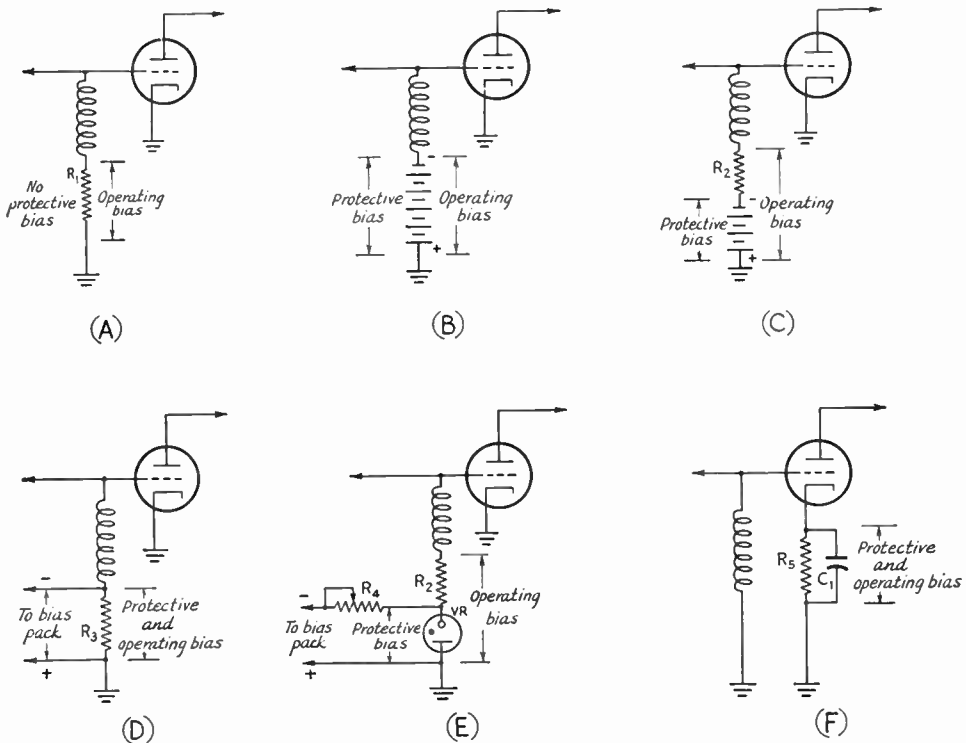 R₁
No
protective
bias
Operating
bias
(A)
-
Protective
bias
Operating
bias
+
(B)
R₂
-
Operating
bias
Protective
bias
+
(C)
-
To bias
pack
R₃
Protective
and
operating bias
+
(D)
-
R₄
R₂
VR
To bias
pack
Protective
bias
Operating
bias
+
(E)
R₅
C₁
Protective
and
operating bias
(F)